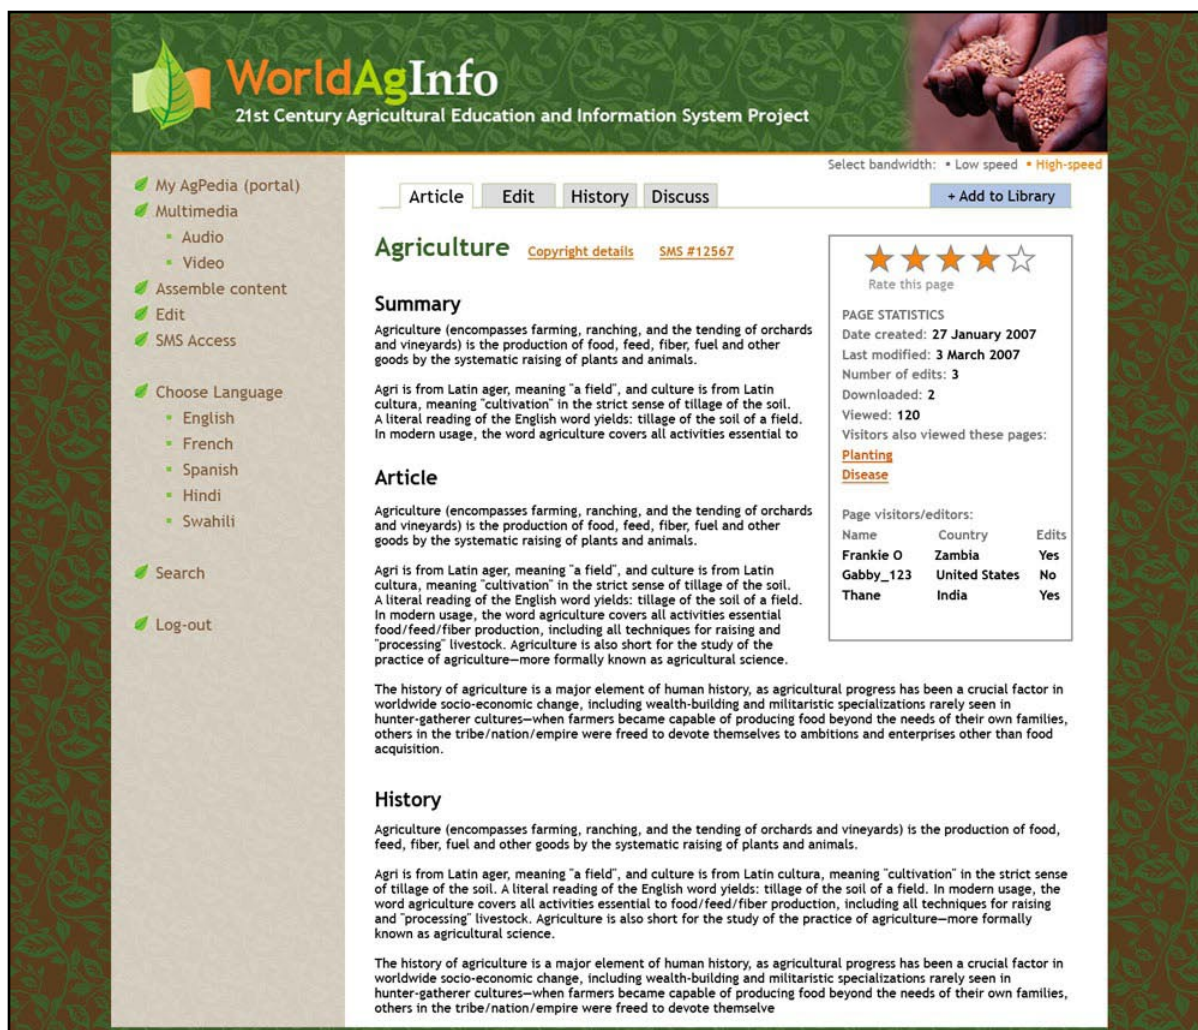 WorldAgInfo
21st Century Agricultural Education and Information System Project
Select bandwidth: ▪ Low speed ▪ High-speed
My AgPedia (portal)
Multimedia
▪ Audio
▪ Video
Assemble content
Edit
SMS Access
Choose Language
▪ English
▪ French
▪ Spanish
▪ Hindi
▪ Swahili
Search
Log-out
Article Edit History Discuss
+ Add to Library
Agriculture Copyright details SMS #12567
Summary
Agriculture (encompasses farming, ranching, and the tending of orchards
and vineyards) is the production of food, feed, fiber, fuel and other
goods by the systematic raising of plants and animals.
Agri is from Latin ager, meaning "a field", and culture is from Latin
cultura, meaning "cultivation" in the strict sense of tillage of the soil.
A literal reading of the English word yields: tillage of the soil of a field.
In modern usage, the word agriculture covers all activities essential to
Article
Agriculture (encompasses farming, ranching, and the tending of orchards
and vineyards) is the production of food, feed, fiber, fuel and other
goods by the systematic raising of plants and animals.
Agri is from Latin ager, meaning "a field", and culture is from Latin
cultura, meaning "cultivation" in the strict sense of tillage of the soil.
A literal reading of the English word yields: tillage of the soil of a field.
In modern usage, the word agriculture covers all activities essential
food/feed/fiber production, including all techniques for raising and
"processing" livestock. Agriculture is also short for the study of the
practice of agriculture—more formally known as agricultural science.
The history of agriculture is a major element of human history, as agricultural progress has been a crucial factor in
worldwide socio-economic change, including wealth-building and militaristic specializations rarely seen in
hunter-gatherer cultures—when farmers became capable of producing food beyond the needs of their own families,
others in the tribe/nation/empire were freed to devote themselves to ambitions and enterprises other than food
acquisition.
History
Agriculture (encompasses farming, ranching, and the tending of orchards and vineyards) is the production of food,
feed, fiber, fuel and other goods by the systematic raising of plants and animals.
Agri is from Latin ager, meaning "a field", and culture is from Latin cultura, meaning "cultivation" in the strict sense
of tillage of the soil. A literal reading of the English word yields: tillage of the soil of a field. In modern usage, the
word agriculture covers all activities essential to food/feed/fiber production, including all techniques for raising
and "processing" livestock. Agriculture is also short for the study of the practice of agriculture—more formally
known as agricultural science.
The history of agriculture is a major element of human history, as agricultural progress has been a crucial factor in
worldwide socio-economic change, including wealth-building and militaristic specializations rarely seen in
hunter-gatherer cultures—when farmers became capable of producing food beyond the needs of their own families,
others in the tribe/nation/empire were freed to devote themselve
Rate this page
PAGE STATISTICS
Date created: 27 January 2007
Last modified: 3 March 2007
Number of edits: 3
Downloaded: 2
Viewed: 120
Visitors also viewed these pages:
Planting
Disease
Page visitors/editors:
Name Country Edits
Frankie O Zambia Yes
Gabby_123 United States No
Thane India Yes